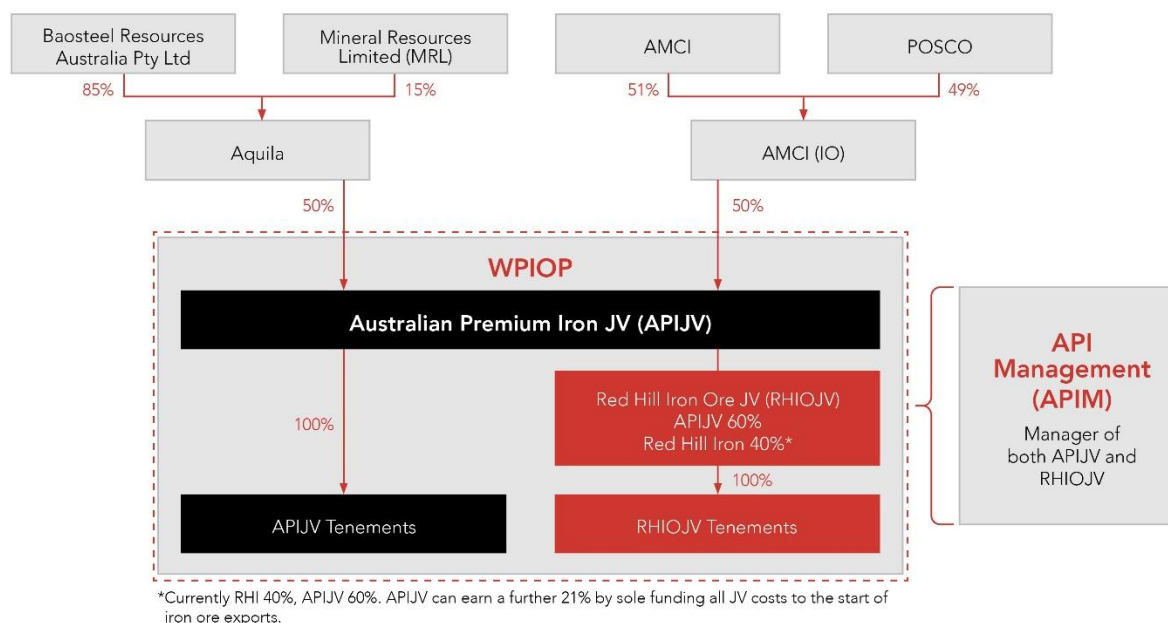 Baosteel Resources
Australia Pty Ltd
Mineral Resources
Limited (MRL)
AMCI
POSCO
85%
15%
51%
49%
Aquila
AMCI (IO)
50%
50%
WPIOP
Australian Premium Iron JV (APIJV)
Red Hill Iron Ore JV (RHIOJV)
APIJV 60%
Red Hill Iron 40%*
100%
100%
APIJV Tenements
RHIOJV Tenements
API
Management
(APIM)
Manager of
both APIJV and
RHIOJV
*Currently RHI 40%, APIJV 60%. APIJV can earn a further 21% by sole funding all JV costs to the start of
iron ore exports.